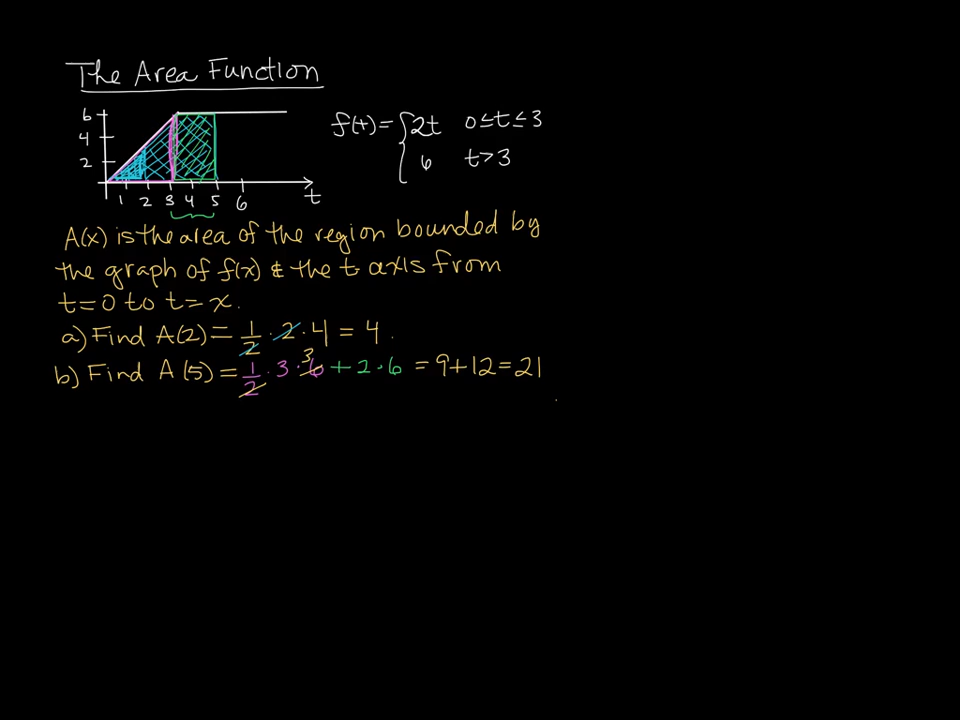 The Area Function
6
4
2
1 2 3 4 5 6 t
f(t) = { 2t 0 ≤ t ≤ 3
6 t > 3
A(x) is the area of the region bounded by
the graph of f(x) & the t axis from
t = 0 to t = x.
a) Find A(2) = 1/2 · 2 · 4 = 4.
3
b) Find A(5) = 1/2 · 3 · 6 + 2 · 6 = 9 + 12 = 21